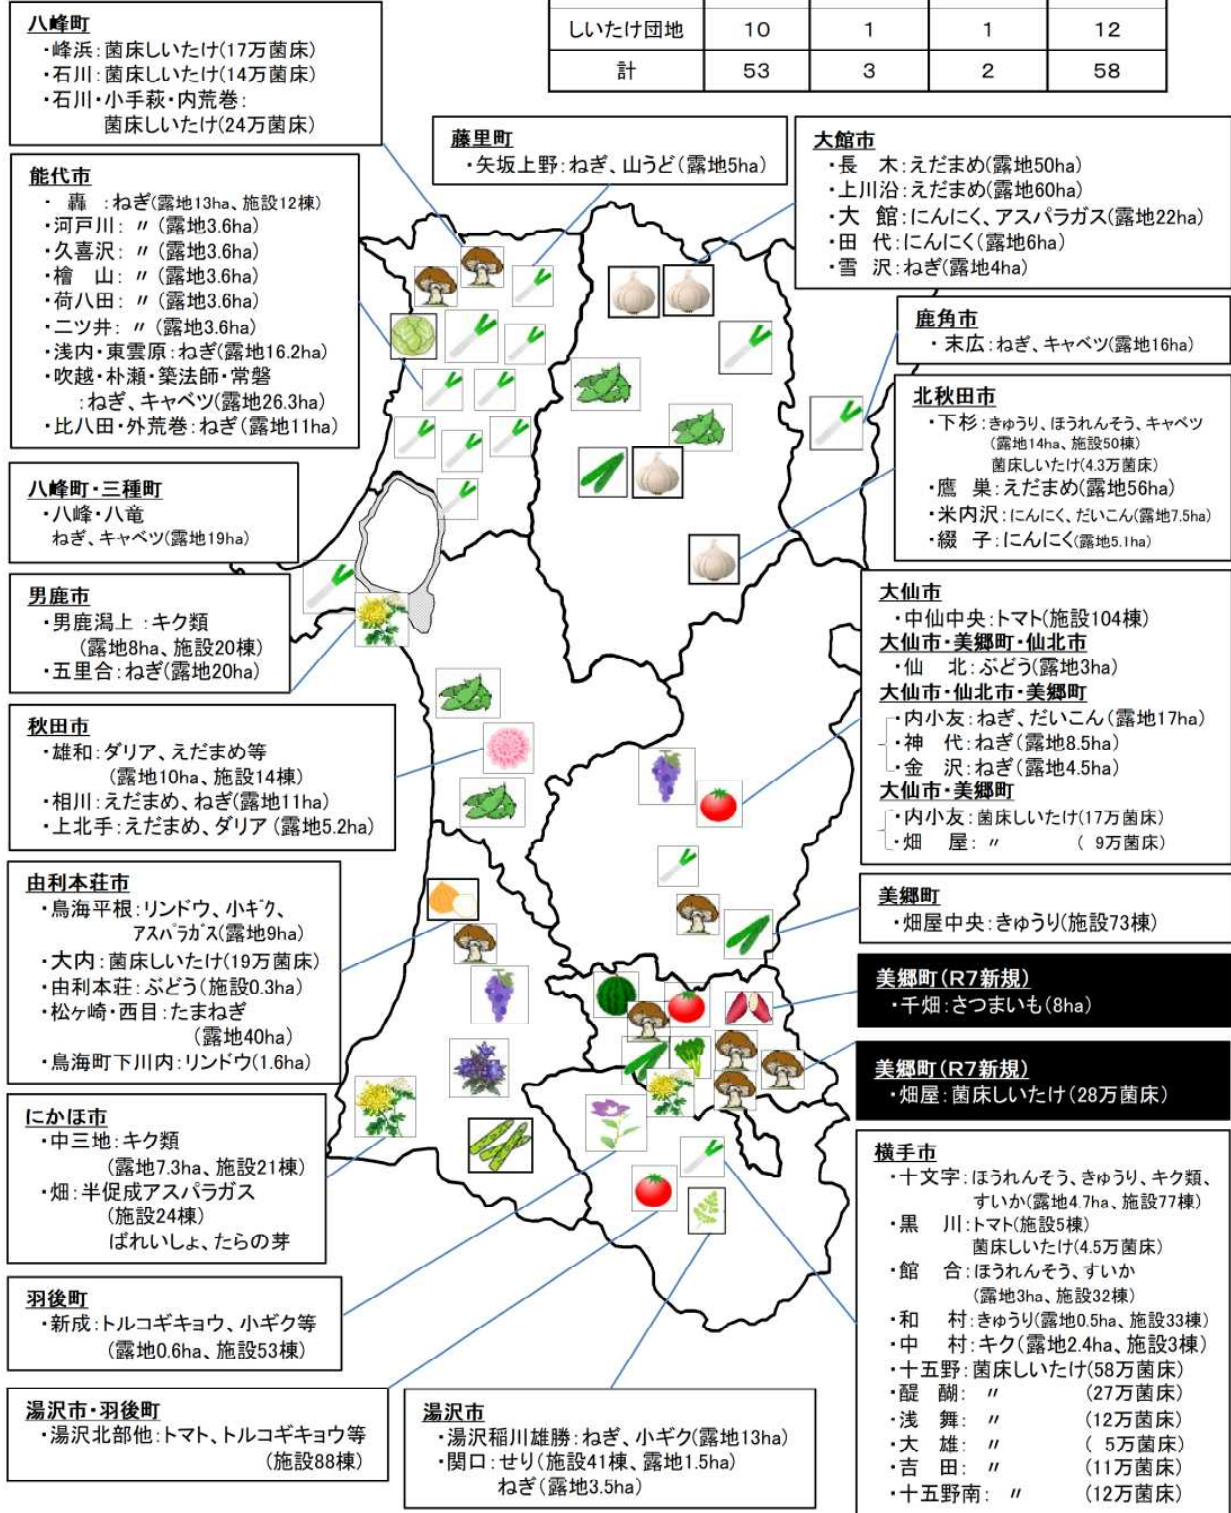 しいたけ団地 10 1 1 12
計 53 3 2 58
八峰町
・峰浜：菌床しいたけ(17万菌床)
・石川：菌床しいたけ(14万菌床)
・石川・小手萩・内荒巻：
菌床しいたけ(24万菌床)
藤里町
・矢坂上野：ねぎ、山うど(露地5ha)
大館市
・長　木：えだまめ(露地50ha)
・上川沿：えだまめ(露地60ha)
・大　館：にんにく、アスパラガス(露地22ha)
・田　代：にんにく(露地6ha)
・雪　沢：ねぎ(露地4ha)
能代市
・　轟　：ねぎ(露地13ha、施設12棟)
・河戸川：〃(露地3.6ha)
・久喜沢：〃(露地3.6ha)
・檜　山：〃(露地3.6ha)
・荷八田：〃(露地3.6ha)
・二ツ井：〃(露地3.6ha)
・浅内・東雲原：ねぎ(露地16.2ha)
・吹越・朴瀬・築法師・常磐
：ねぎ、キャベツ(露地26.3ha)
・比八田・外荒巻：ねぎ(露地11ha)
鹿角市
・末広：ねぎ、キャベツ(露地16ha)
北秋田市
・下杉：きゅうり、ほうれんそう、キャベツ
(露地14ha、施設50棟)
菌床しいたけ(4.3万菌床)
・鷹　巣：えだまめ(露地56ha)
・米内沢：にんにく、だいこん(露地7.5ha)
・綴　子：にんにく(露地5.1ha)
八峰町・三種町
・八峰・八竜
ねぎ、キャベツ(露地19ha)
男鹿市
・男鹿潟上：キク類
(露地8ha、施設20棟)
・五里合：ねぎ(露地20ha)
大仙市
・中仙中央：トマト(施設104棟)
大仙市・美郷町・仙北市
・仙　北：ぶどう(露地3ha)
大仙市・仙北市・美郷町
・内小友：ねぎ、だいこん(露地17ha)
・神　代：ねぎ(露地8.5ha)
・金　沢：ねぎ(露地4.5ha)
大仙市・美郷町
・内小友：菌床しいたけ(17万菌床)
・畑　屋：〃　(　9万菌床)
秋田市
・雄和：ダリア、えだまめ等
(露地10ha、施設14棟)
・相川：えだまめ、ねぎ(露地11ha)
・上北手：えだまめ、ダリア(露地5.2ha)
由利本荘市
・鳥海平根：リンドウ、小ギク、
アスパラガス(露地9ha)
・大内：菌床しいたけ(19万菌床)
・由利本荘：ぶどう(施設0.3ha)
・松ヶ崎・西目：たまねぎ
(露地40ha)
・鳥海町下川内：リンドウ(1.6ha)
美郷町
・畑屋中央：きゅうり(施設73棟)
美郷町(R7新規)
・千畑：さつまいも(8ha)
美郷町(R7新規)
・畑屋：菌床しいたけ(28万菌床)
にかほ市
・中三地：キク類
(露地7.3ha、施設21棟)
・畑：半促成アスパラガス
(施設24棟)
ばれいしょ、たらの芽
横手市
・十文字：ほうれんそう、きゅうり、キク類、
すいか(露地4.7ha、施設77棟)
・黒　川：トマト(施設5棟)
菌床しいたけ(4.5万菌床)
・館　合：ほうれんそう、すいか
(露地3ha、施設32棟)
・和　村：きゅうり(露地0.5ha、施設33棟)
・中　村：キク(露地2.4ha、施設3棟)
・十五野：菌床しいたけ(58万菌床)
・醍　醐：〃　(27万菌床)
・浅　舞：〃　(12万菌床)
・大　雄：〃　(　5万菌床)
・吉　田：〃　(11万菌床)
・十五野南：〃　(12万菌床)
羽後町
・新成：トルコギキョウ、小ギク等
(露地0.6ha、施設53棟)
湯沢市・羽後町
・湯沢北部他：トマト、トルコギキョウ等
(施設88棟)
湯沢市
・湯沢稲川雄勝：ねぎ、小ギク(露地13ha)
・関口：せり(施設41棟、露地1.5ha)
ねぎ(露地3.5ha)